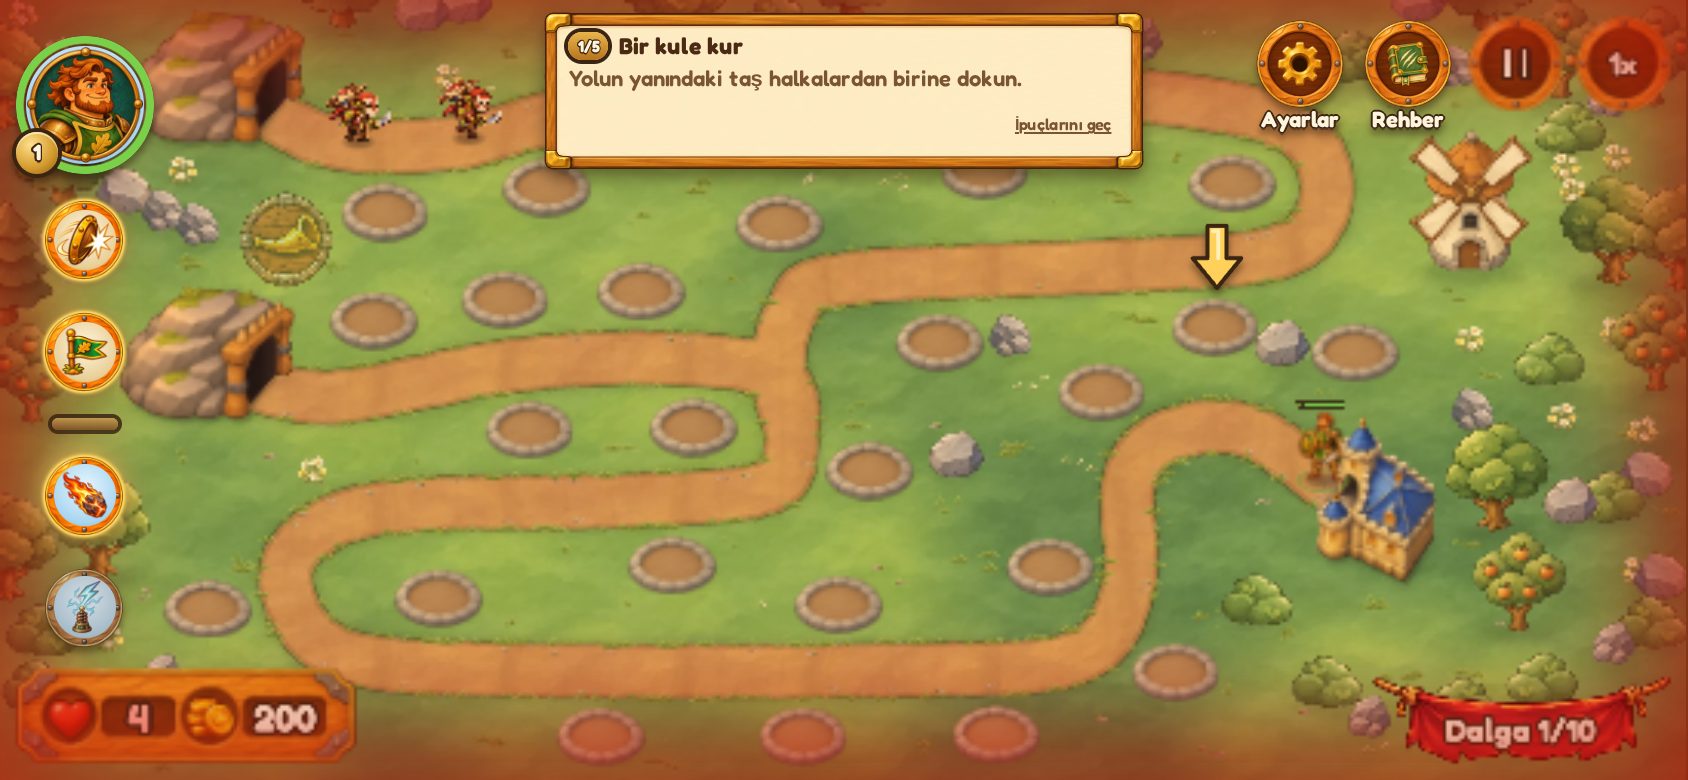 1/5 Bir kule kur
Yolun yanındaki taş halkalardan birine dokun.
İpuçlarını geç
Ayarlar
Rehber
1x
1
4
200
Dalga 1/10